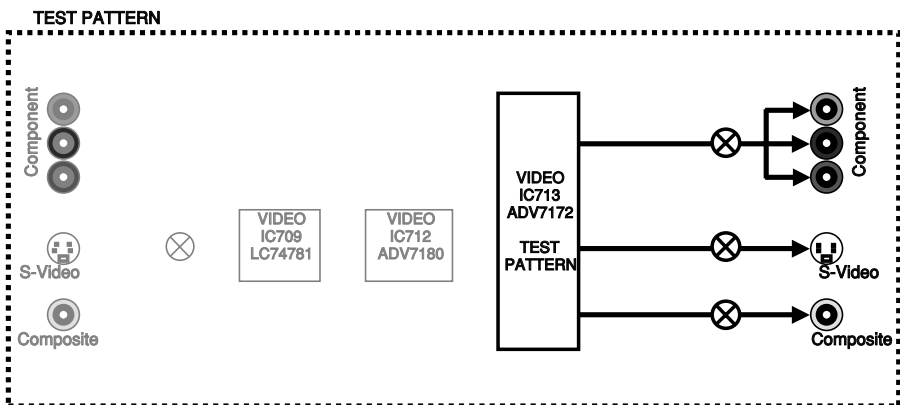 TEST PATTERN
Component
S-Video
Composite
VIDEO
IC709
LC74781
VIDEO
IC712
ADV7180
VIDEO
IC713
ADV7172
TEST
PATTERN
Component
S-Video
Composite